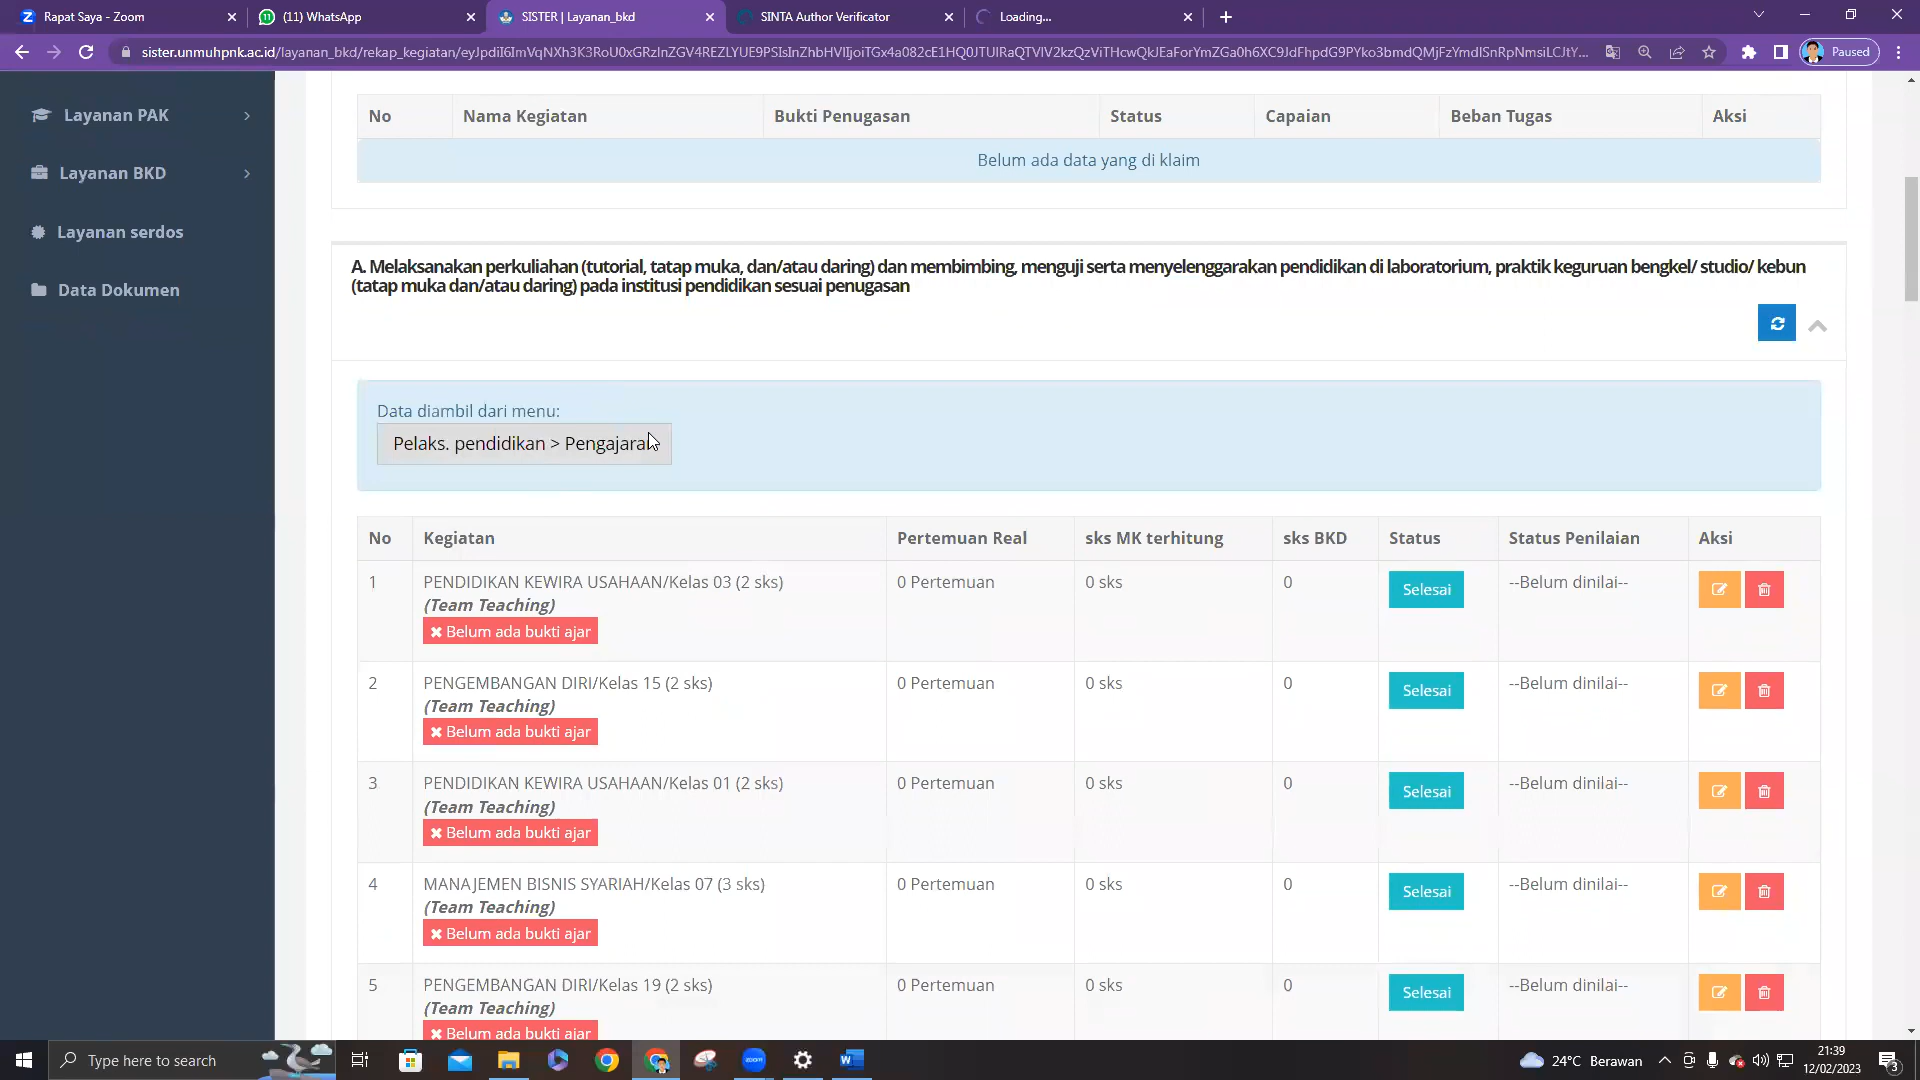 Rapat Saya - Zoom
(11) WhatsApp
SISTER | Layanan_bkd
SINTA Author Verificator
Loading...
Paused
Layanan PAK
Layanan BKD
Layanan serdos
Data Dokumen
No Nama Kegiatan Bukti Penugasan Status Capaian Beban Tugas Aksi
Belum ada data yang di klaim
A. Melaksanakan perkuliahan (tutorial, tatap muka, dan/atau daring) dan membimbing, menguji serta menyelenggarakan pendidikan di laboratorium, praktik keguruan bengkel/ studio/ kebun
(tatap muka dan/atau daring) pada institusi pendidikan sesuai penugasan
Data diambil dari menu:
Pelaks. pendidikan > Pengajaran
No Kegiatan Pertemuan Real sks MK terhitung sks BKD Status Status Penilaian Aksi
1 PENDIDIKAN KEWIRA USAHAAN/Kelas 03 (2 sks) 0 Pertemuan 0 sks 0 Selesai --Belum dinilai--
(Team Teaching)
Belum ada bukti ajar
2 PENGEMBANGAN DIRI/Kelas 15 (2 sks) 0 Pertemuan 0 sks 0 Selesai --Belum dinilai--
(Team Teaching)
Belum ada bukti ajar
3 PENDIDIKAN KEWIRA USAHAAN/Kelas 01 (2 sks) 0 Pertemuan 0 sks 0 Selesai --Belum dinilai--
(Team Teaching)
Belum ada bukti ajar
4 MANAJEMEN BISNIS SYARIAH/Kelas 07 (3 sks) 0 Pertemuan 0 sks 0 Selesai --Belum dinilai--
(Team Teaching)
Belum ada bukti ajar
5 PENGEMBANGAN DIRI/Kelas 19 (2 sks) 0 Pertemuan 0 sks 0 Selesai --Belum dinilai--
(Team Teaching)
Belum ada bukti ajar
Type here to search
24°C Berawan
21:39
12/02/2023
3